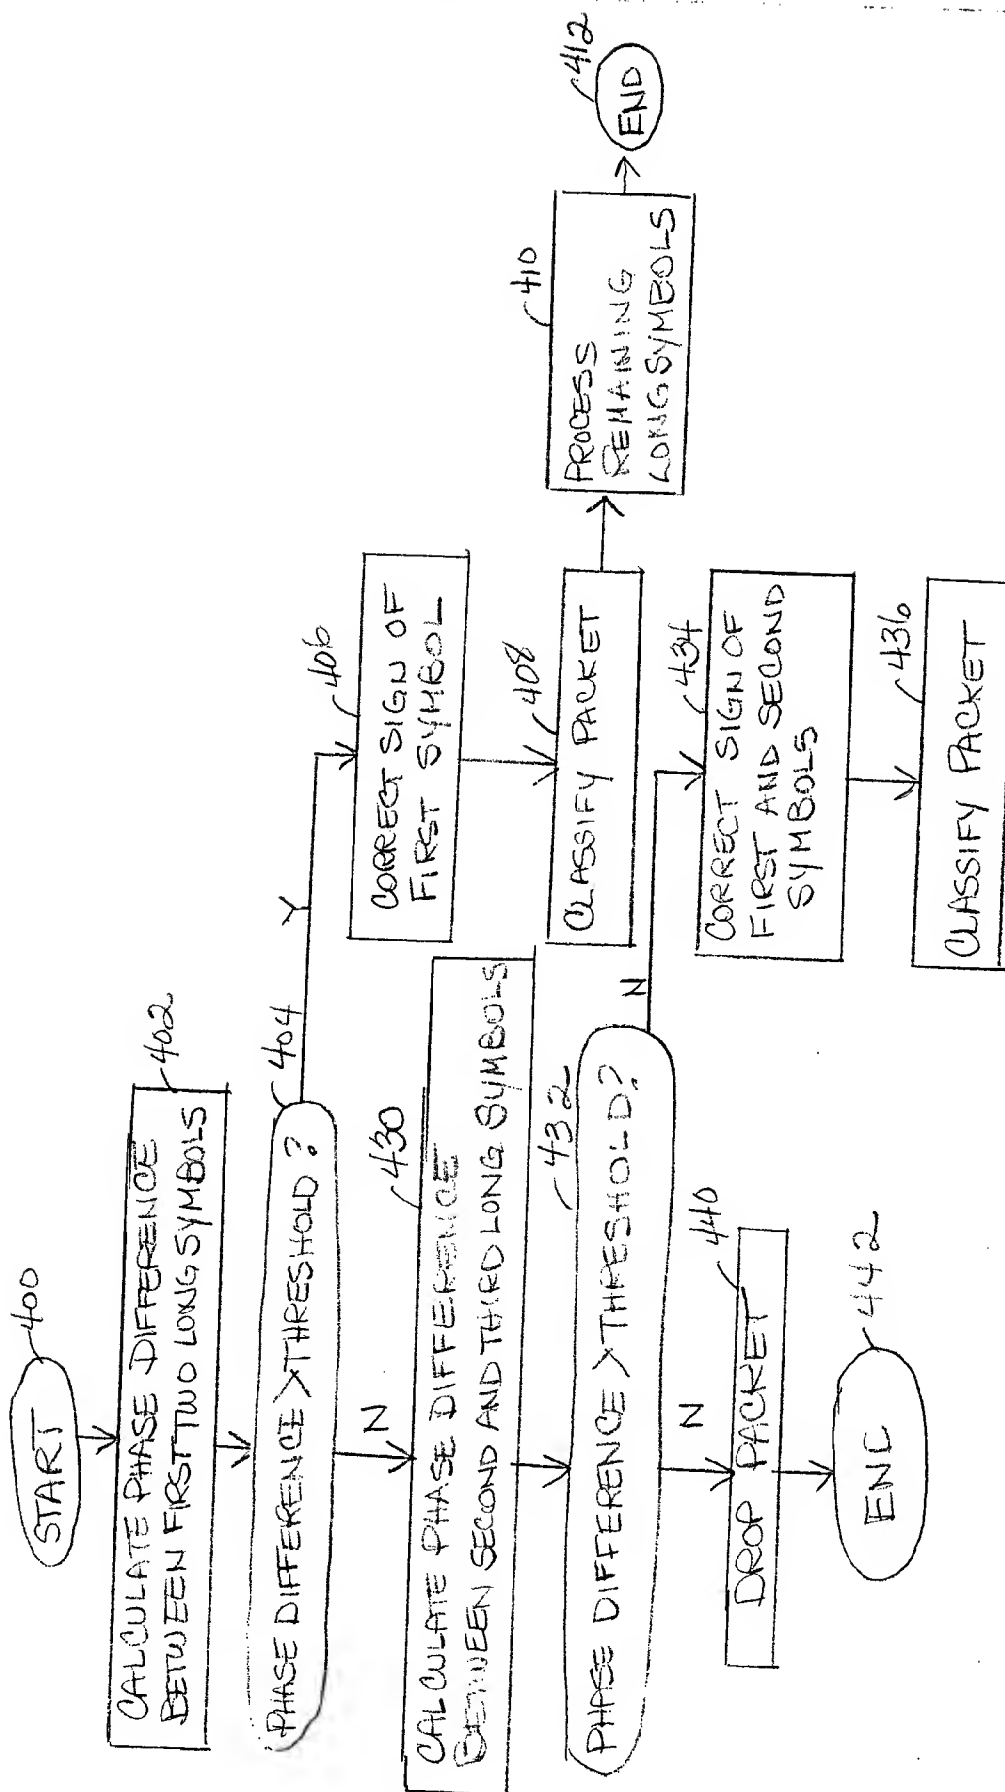 START
400
CALCULATE PHASE DIFFERENCE
BETWEEN FIRST TWO LONG SYMBOLS
402
PHASE DIFFERENCE > THRESHOLD?
404
Y
N
CORRECT SIGN OF
FIRST SYMBOL
406
CLASSIFY PACKET
408
PROCESS
REMAINING
LONG SYMBOLS
410
END
412
CALCULATE PHASE DIFFERENCE
BETWEEN SECOND AND THIRD LONG SYMBOLS
430
PHASE DIFFERENCE > THRESHOLD?
432
N
N
CORRECT SIGN OF
FIRST AND SECOND
SYMBOLS
434
CLASSIFY PACKET
436
DROP PACKET
440
END
442